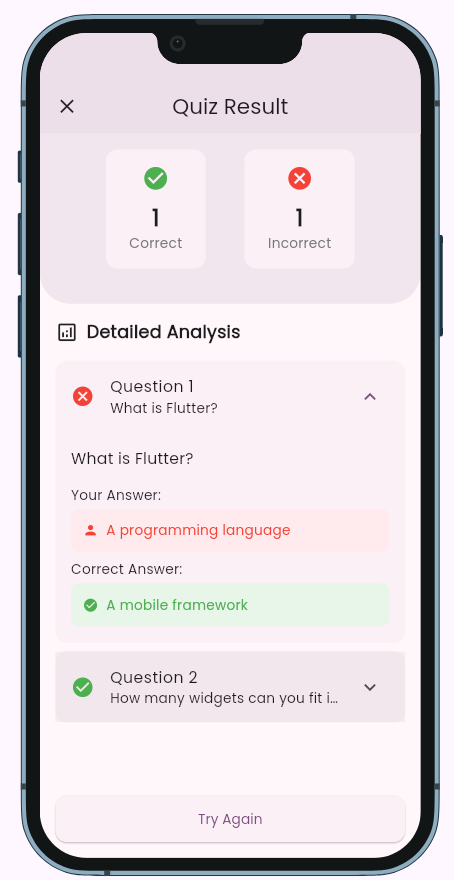 Quiz Result
1
Correct
1
Incorrect
Detailed Analysis
Question 1
What is Flutter?
What is Flutter?
Your Answer:
A programming language
Correct Answer:
A mobile framework
Question 2
How many widgets can you fit i...
Try Again